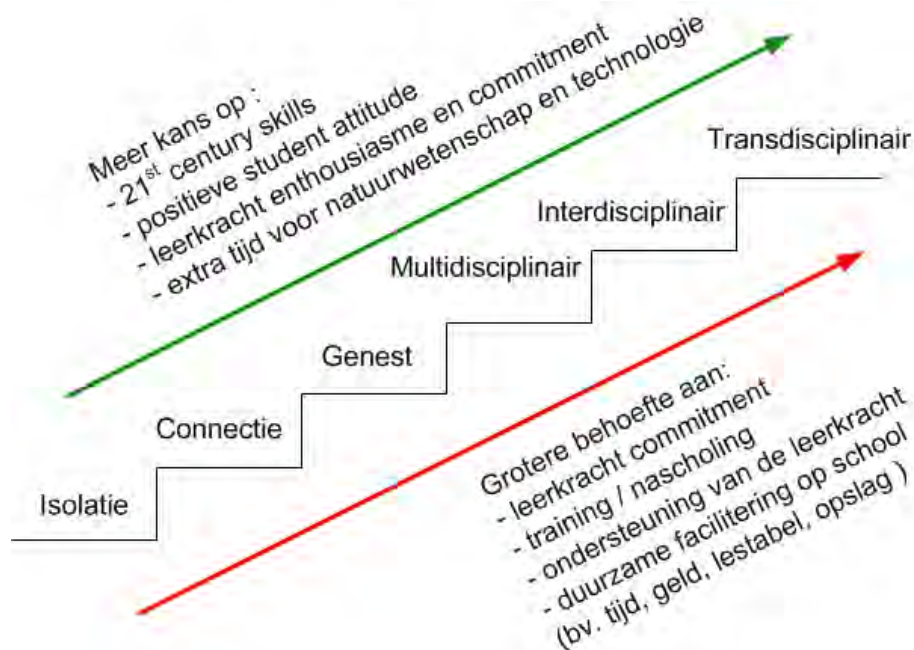 Meer kans op :
- 21st century skills
- positieve student attitude
- leerkracht enthousiasme en commitment
- extra tijd voor natuurwetenschap en technologie
Transdisciplinair
Interdisciplinair
Multidisciplinair
Genest
Connectie
Isolatie
Grotere behoefte aan:
- leerkracht commitment
- training / nascholing
- ondersteuning van de leerkracht
- duurzame facilitering op school
(bv. tijd, geld, lestabel, opslag )